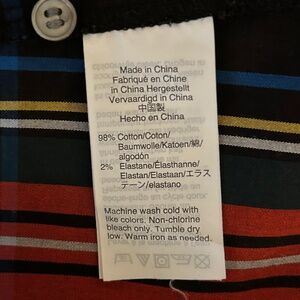 Made in China
Fabriqué en Chine
in China Hergestellt
Vervaardigd in China
中国製
Hecho en China
98% Cotton/Coton/
Baumwolle/Katoen/綿/
algodón
2% Elastane/Élasthanne/
Elastan/Elastaan/エラス
テーン/elastano
Machine wash cold with
like colors. Non-chlorine
bleach only. Tumble dry
low. Warm iron as needed.